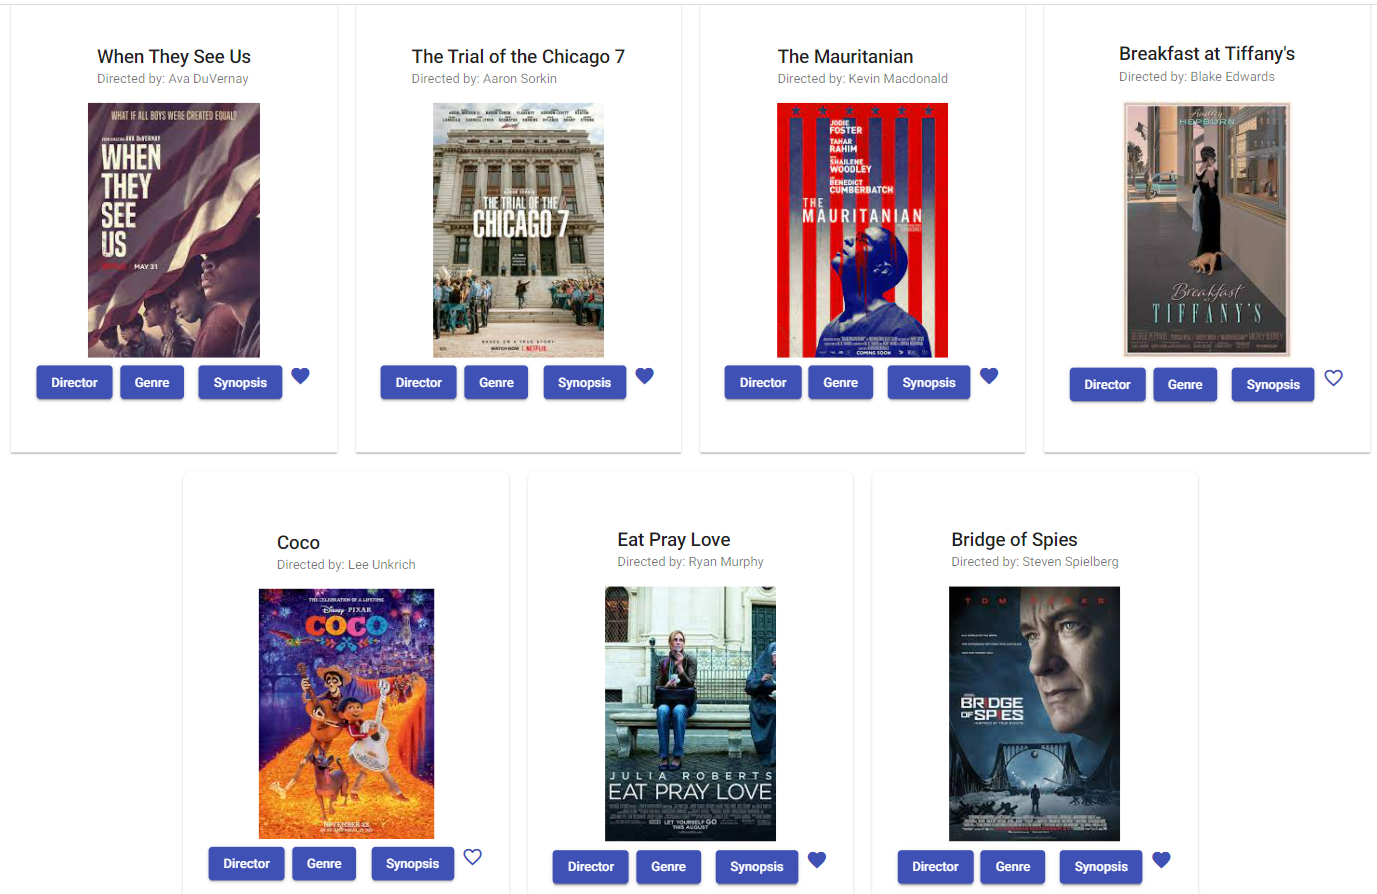 When They See Us
Directed by: Ava DuVernay
WHAT IF ALL BOYS WERE CREATED EQUAL?
AVA DUVERNAY
WHEN
THEY
SEE
US
MAY 31
Director Genre Synopsis
The Trial of the Chicago 7
Directed by: Aaron Sorkin
THE TRIAL OF THE
CHICAGO 7
BASED ON A TRUE STORY
WATCH NOW | NETFLIX
Director Genre Synopsis
The Mauritanian
Directed by: Kevin Macdonald
JODIE
FOSTER
TAHAR
RAHIM
SHAILENE
WOODLEY
BENEDICT
CUMBERBATCH
THE
MAURITANIAN
COMING SOON
Director Genre Synopsis
Breakfast at Tiffany's
Directed by: Blake Edwards
Audrey
HEPBURN
Breakfast
at
TIFFANY'S
Director Genre Synopsis
Coco
Directed by: Lee Unkrich
THE CELEBRATION OF A LIFETIME
Disney PIXAR
COCO
NOVEMBER 28
Director Genre Synopsis
Eat Pray Love
Directed by: Ryan Murphy
JULIA ROBERTS
EAT PRAY LOVE
LET YOURSELF GO
THIS AUGUST
Director Genre Synopsis
Bridge of Spies
Directed by: Steven Spielberg
TOM HANKS
BRIDGE
OF SPIES
INSPIRED BY TRUE EVENTS
Director Genre Synopsis